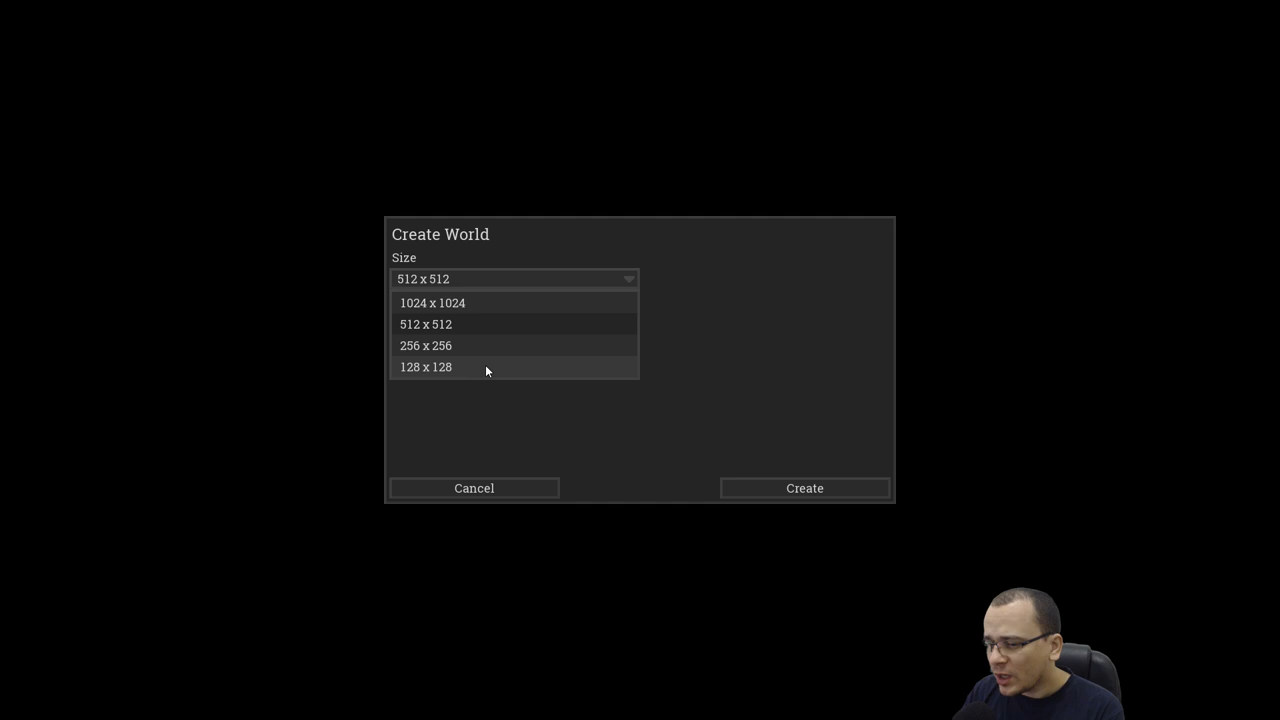 Create World
Size
512 x 512
1024 x 1024
512 x 512
256 x 256
128 x 128
Cancel
Create